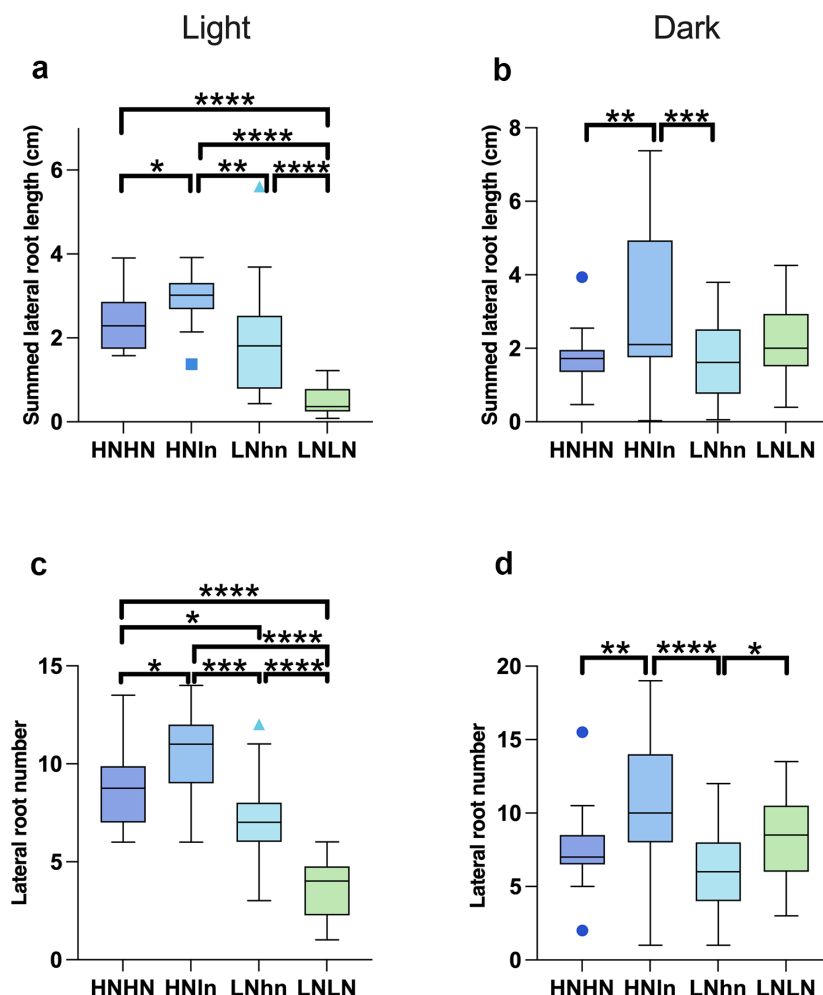 Light
Dark
a
Summed lateral root length (cm)
****
****
*
**
****
6
4
2
0
HNHN HNln LNhn LNLN
b
Summed lateral root length (cm)
**
***
8
6
4
2
0
HNHN HNln LNhn LNLN
c
Lateral root number
****
*
****
*
***
****
15
10
5
0
HNHN HNln LNhn LNLN
d
Lateral root number
**
****
*
20
15
10
5
0
HNHN HNln LNhn LNLN